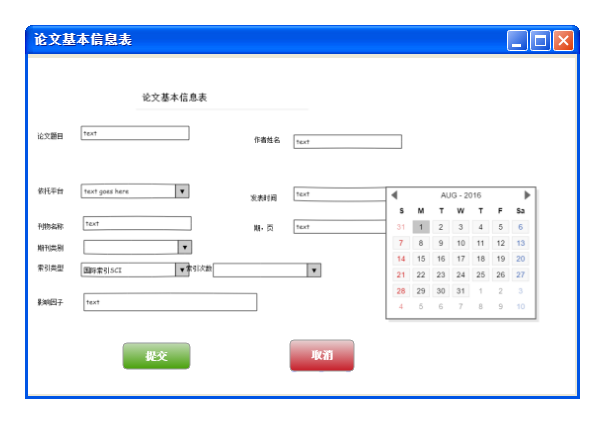 论文基本信息表
论文基本信息表
论文题目 text
作者姓名 text
依托平台 text goes here
发表时间 text
刊物名称 text
期,页 text
期刊类别
索引类型 国际索引SCI
索引次数
影响因子 text
AUG - 2016
S M T W T F Sa
31 1 2 3 4 5 6
7 8 9 10 11 12 13
14 15 16 17 18 19 20
21 22 23 24 25 26 27
28 29 30 31 1 2 3
4 5 6 7 8 9 10
提交 取消